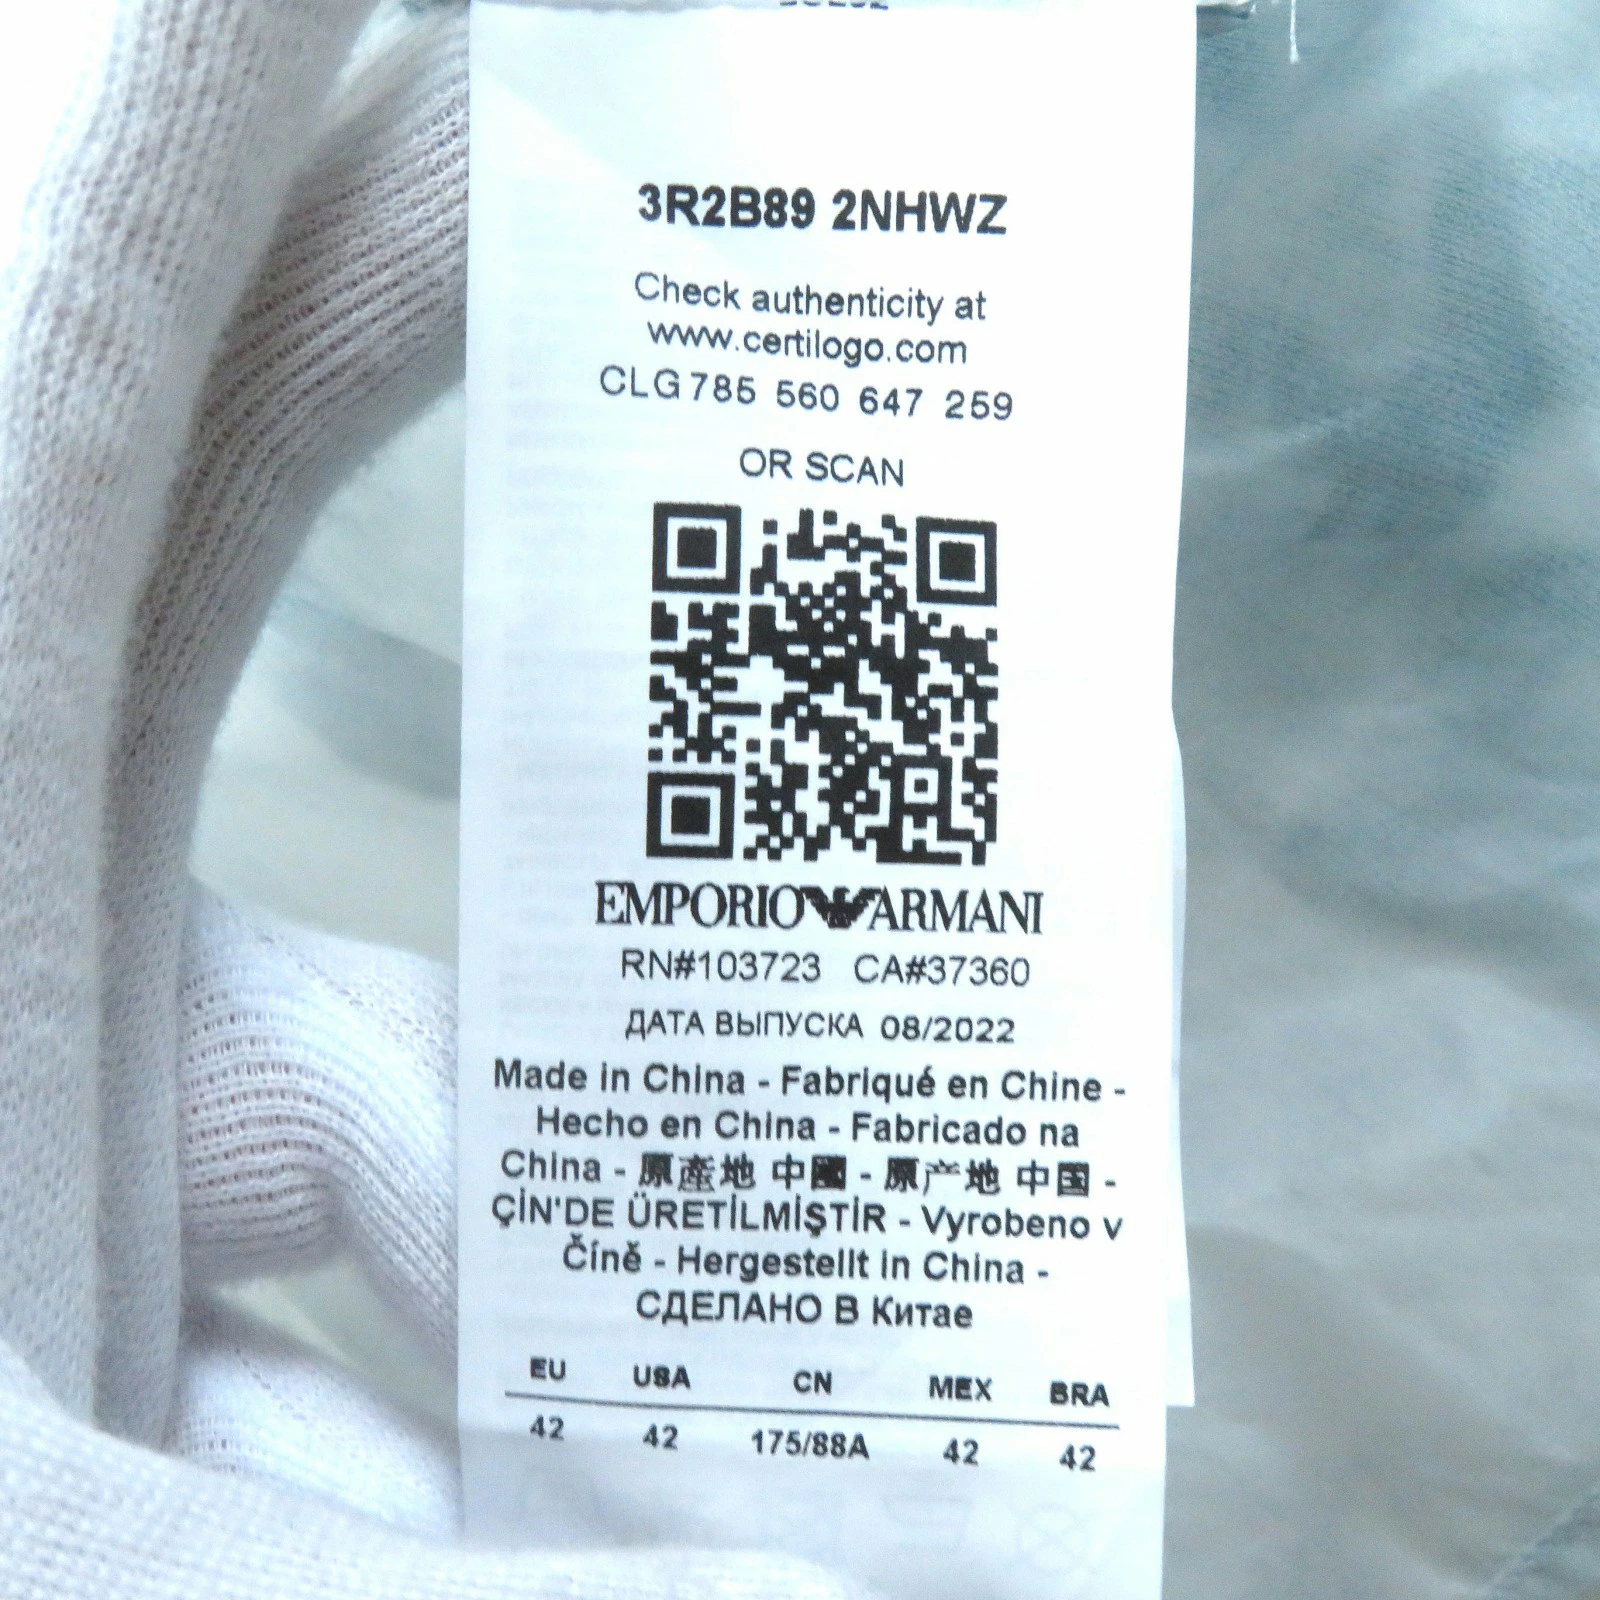 3R2B89 2NHWZ
Check authenticity at
www.certilogo.com
CLG 785 560 647 259
OR SCAN
EMPORIO ARMANI
RN#103723 CA#37360
ДАТА ВЫПУСКА 08/2022
Made in China - Fabriqué en Chine -
Hecho en China - Fabricado na
China - 原產地 中國 - 原产地 中国 -
ÇİN'DE ÜRETİLMİŞTİR - Vyrobeno v
Číně - Hergestellt in China -
СДЕЛАНО В Китае
EU USA CN MEX BRA
42 42 175/88A 42 42